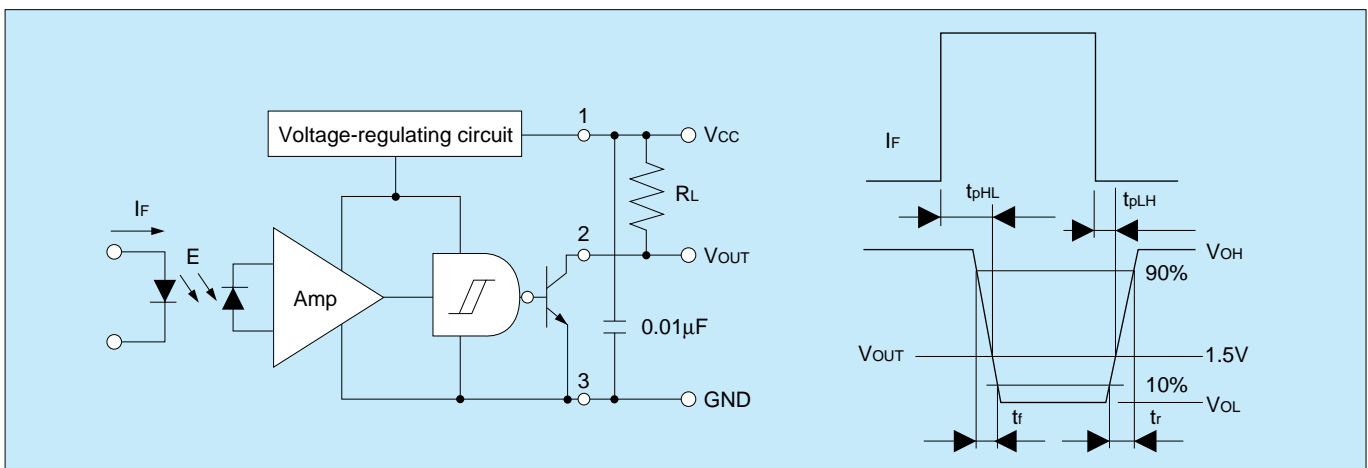 Voltage-regulating circuit
1
VCC
RL
IF
E
Amp
2
VOUT
0.01µF
3
GND
IF
tpHL
tpLH
VOH
90%
VOUT
1.5V
10%
VOL
tf
tr